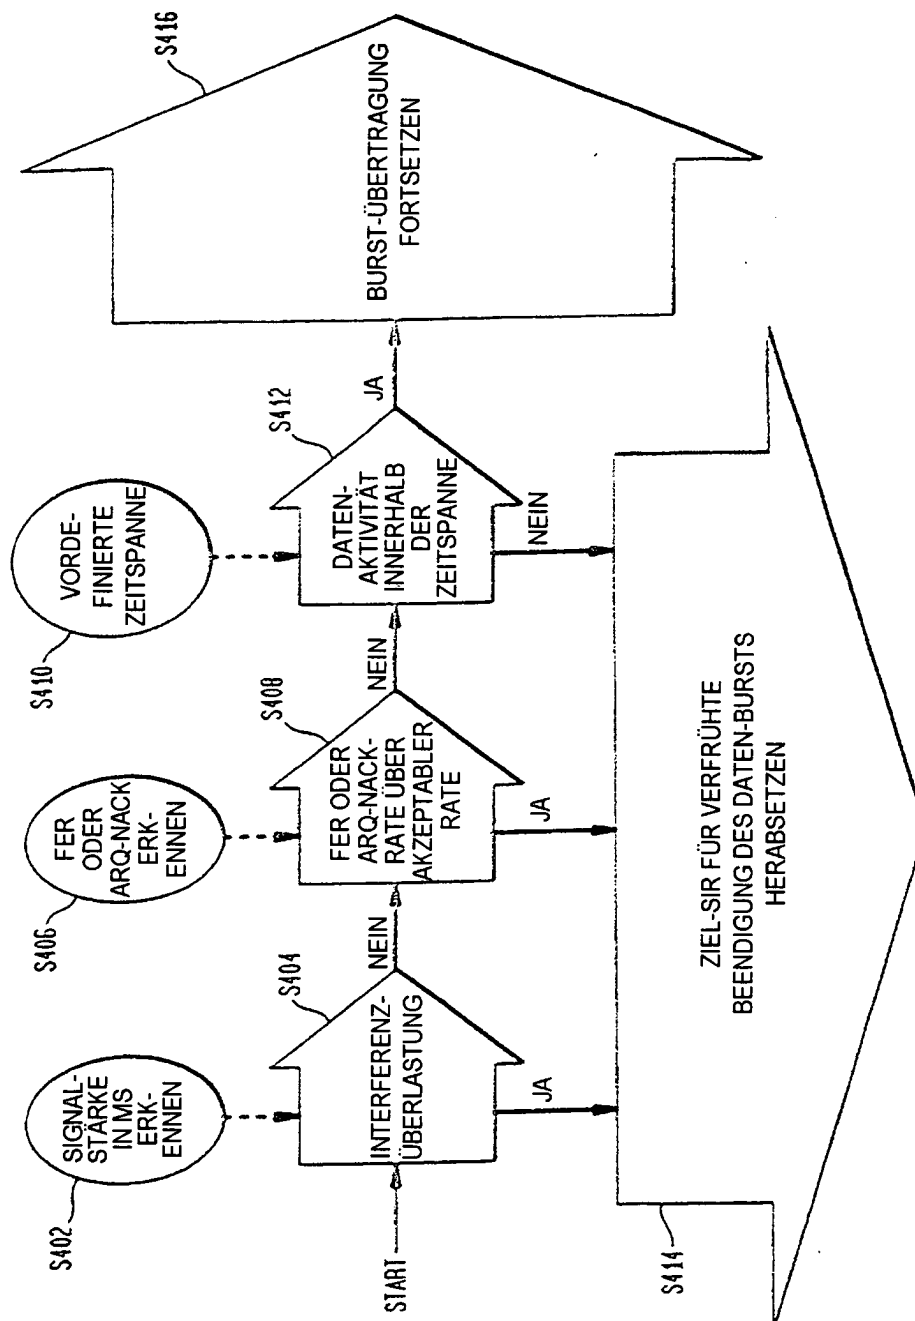 S402
SIGNAL-
STÄRKE
IN MS
ERK-
ENNEN
S406
FER
ODER
ARQ-NACK
ERK-
ENNEN
S410
VORDE-
FINIERTE
ZEITSPANNE
START
S404
INTERFERENZ-
ÜBERLASTUNG
NEIN
JA
S408
FER ODER
ARQ-NACK-
RATE ÜBER
AKZEPTABLER
RATE
NEIN
JA
S412
DATEN-
AKTIVITÄT
INNERHALB
DER
ZEITSPANNE
JA
NEIN
S416
BURST-ÜBERTRAGUNG
FORTSETZEN
S414
ZIEL-SIR FÜR VERFRÜHTE
BEENDIGUNG DES DATEN-BURSTS
HERABSETZEN